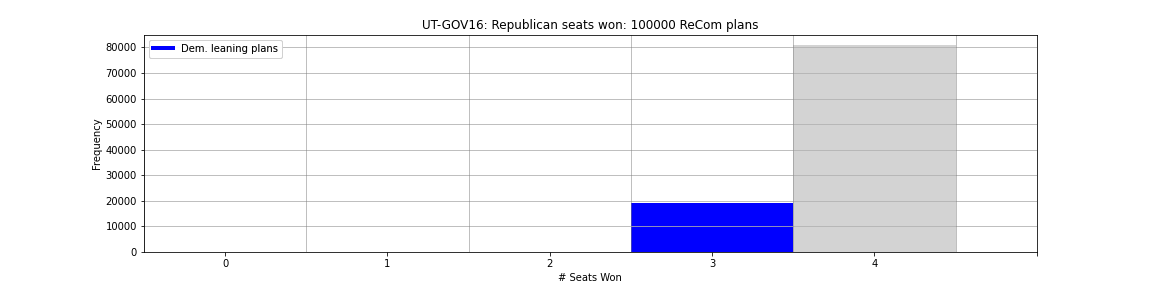 UT-GOV16: Republican seats won: 100000 ReCom plans
Dem. leaning plans
80000
70000
60000
50000
40000
30000
20000
10000
0
Frequency
0 1 2 3 4
# Seats Won